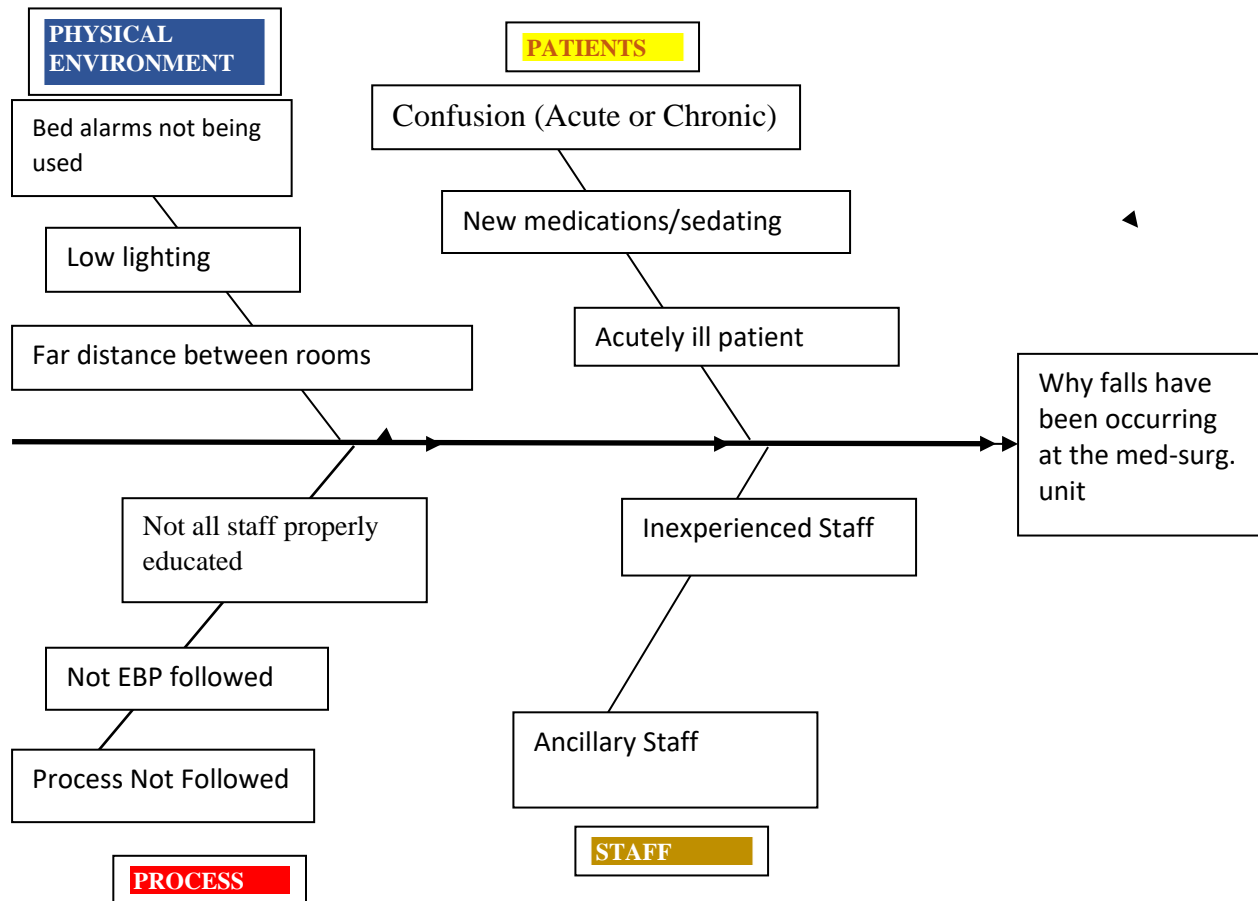 PHYSICAL
ENVIRONMENT
Bed alarms not being
used
Low lighting
Far distance between rooms
PATIENTS
Confusion (Acute or Chronic)
New medications/sedating
Acutely ill patient
Why falls have
been occurring
at the med-surg.
unit
Not all staff properly
educated
Not EBP followed
Process Not Followed
PROCESS
Inexperienced Staff
Ancillary Staff
STAFF